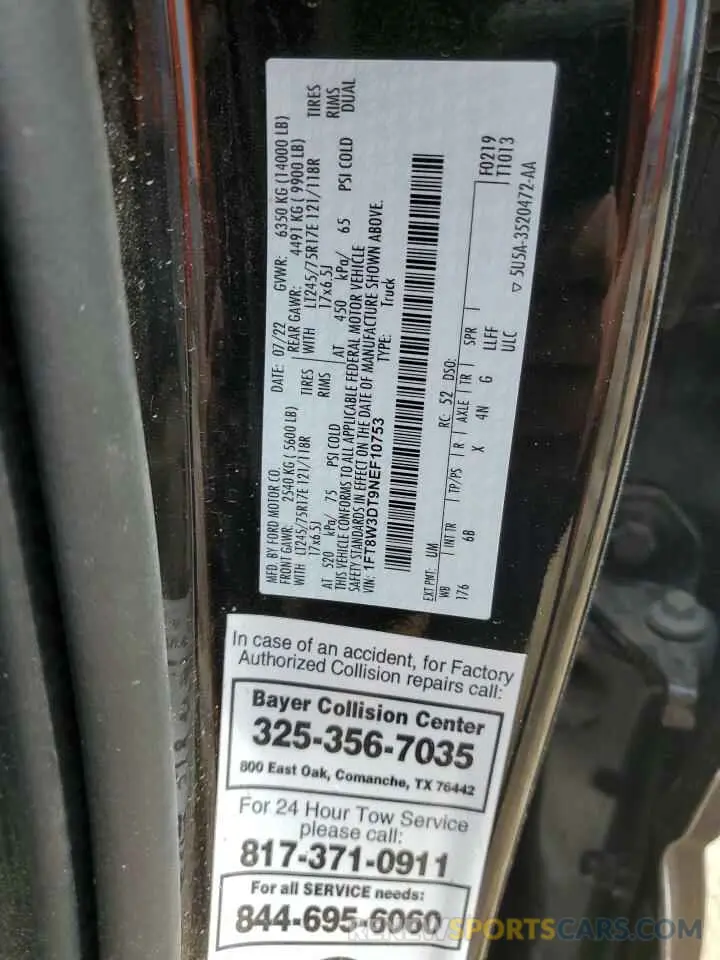 MFD. BY FORD MOTOR CO.
DATE: 07/22 GVWR: 6350 KG (14000 LB)
FRONT GAWR: 2540 KG ( 5600 LB)
REAR GAWR: 4491 KG ( 9900 LB)
WITH LT245/75R17E 121/118R TIRES
WITH LT245/75R17E 121/118R TIRES
17x6.5J RIMS
17x6.5J RIMS
AT 520 kPa/ 75 PSI COLD
AT 450 kPa/ 65 PSI COLD DUAL
THIS VEHICLE CONFORMS TO ALL APPLICABLE FEDERAL MOTOR VEHICLE
SAFETY STANDARDS IN EFFECT ON THE DATE OF MANUFACTURE SHOWN ABOVE.
VIN: 1FT8W3DT9NEF10753
TYPE: Truck
F0219
T1013
EXT PNT: UM RC: 52 DSO:
WB INT TR TP/PS R AXLE TR SPR
176 6B X 4N G LLFF
ULC
▽ 5U5A-3520472-AA
In case of an accident, for Factory
Authorized Collision repairs call:
Bayer Collision Center
325-356-7035
800 East Oak, Comanche, TX 76442
For 24 Hour Tow Service
please call:
817-371-0911
For all SERVICE needs:
844-695-6060
RENEWSPORTSCARS.COM